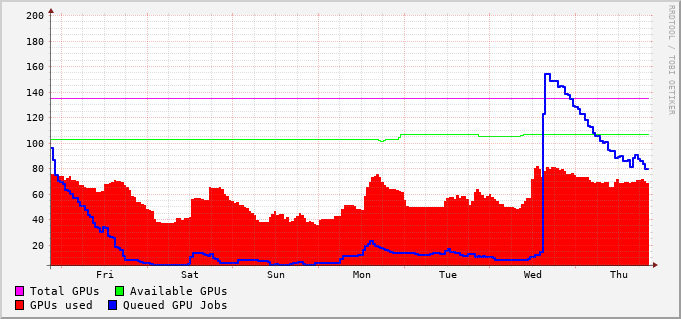 200
180
160
140
120
100
80
60
40
20
Fri Sat Sun Mon Tue Wed Thu
Total GPUs Available GPUs
GPUs used Queued GPU Jobs
RRDTOOL / TOBI OETIKER